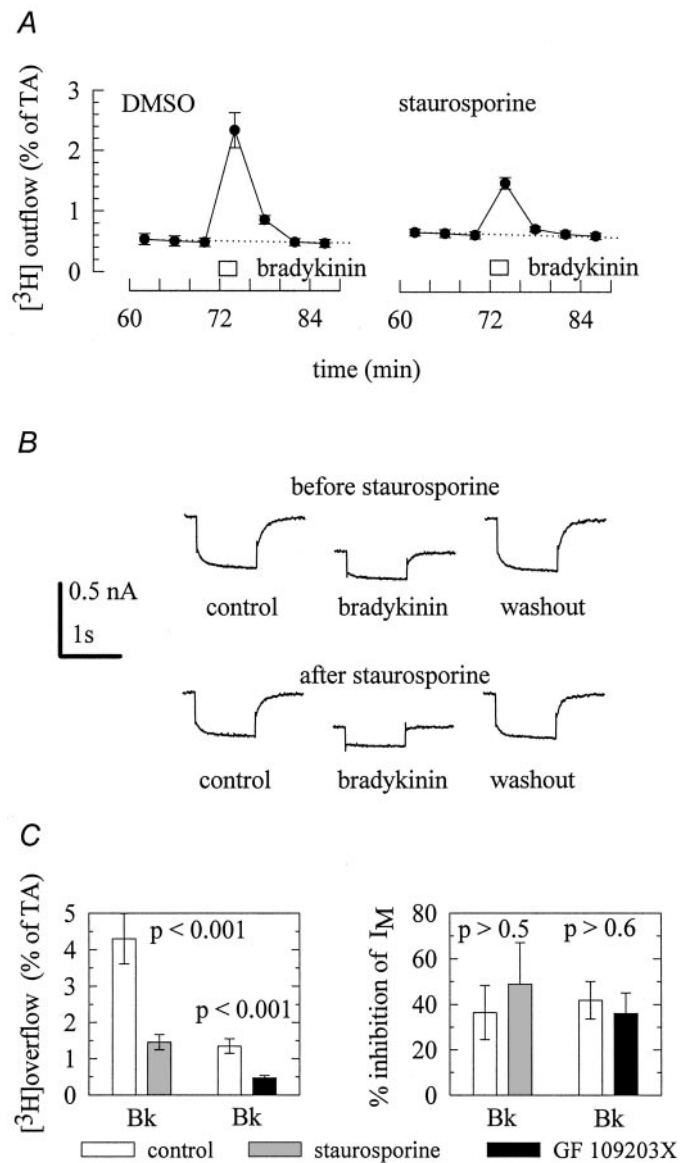 A
[³H] outflow (% of TA)
3
2
1
0
DMSO
staurosporine
bradykinin
bradykinin
60 72 84 60 72 84
time (min)
B
before staurosporine
0.5 nA
1s
control bradykinin washout
after staurosporine
control bradykinin washout
C
[³H]overflow (% of TA)
5
4
3
2
1
0
p < 0.001
p < 0.001
Bk Bk
% inhibition of I_M
80
60
40
20
0
p > 0.5 p > 0.6
Bk Bk
control staurosporine GF 109203X